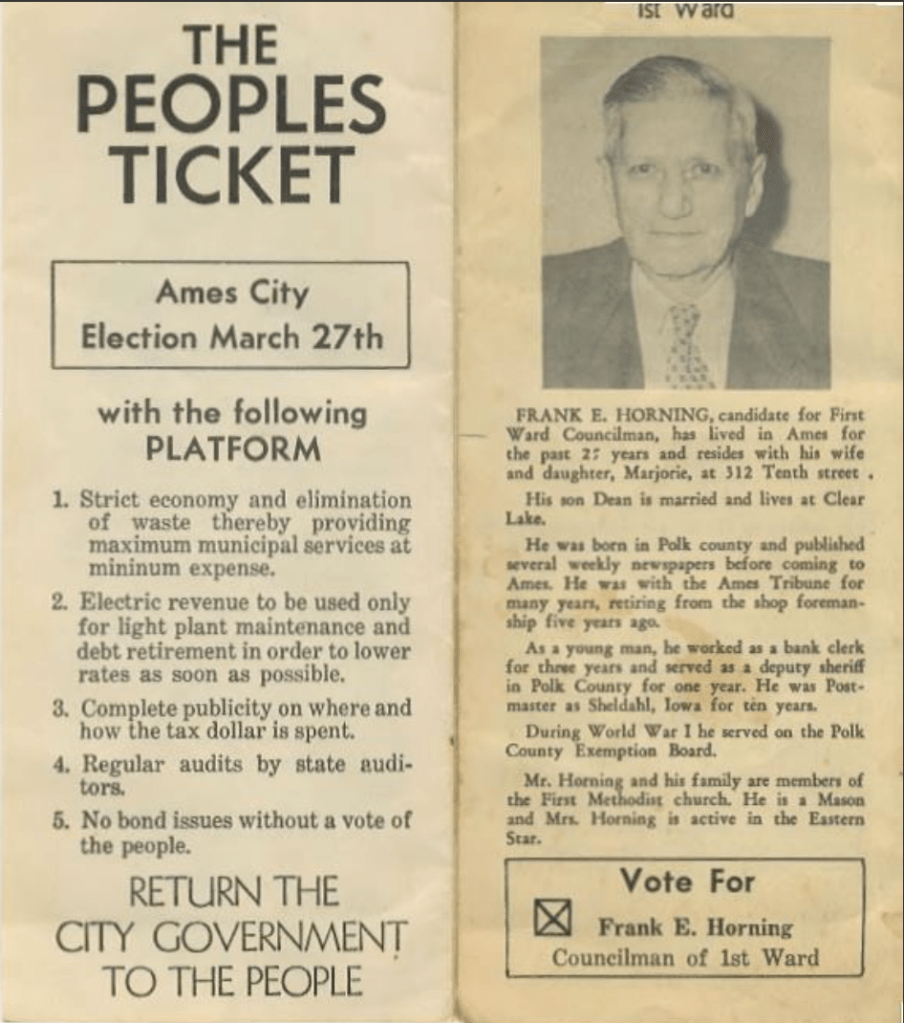 THE
PEOPLES
TICKET
Ames City
Election March 27th
with the following
PLATFORM
1. Strict economy and elimination
of waste thereby providing
maximum municipal services at
mininum expense.
2. Electric revenue to be used only
for light plant maintenance and
debt retirement in order to lower
rates as soon as possible.
3. Complete publicity on where and
how the tax dollar is spent.
4. Regular audits by state audi-
tors.
5. No bond issues without a vote of
the people.
RETURN THE
CITY GOVERNMENT
TO THE PEOPLE
1st Ward
FRANK E. HORNING, candidate for First
Ward Councilman, has lived in Ames for
the past years and resides with his wife
and daughter, Marjorie, at 312 Tenth street .
His son Dean is married and lives at Clear
Lake.
He was born in Polk county and published
several weekly newspapers before coming to
Ames. He was with the Ames Tribune for
many years, retiring from the shop foreman-
ship five years ago.
As a young man, he worked as a bank clerk
for three years and served as a deputy sheriff
in Polk County for one year. He was Post-
master as Sheldahl, Iowa for ten years.
During World War I he served on the Polk
County Exemption Board.
Mr. Horning and his family are members of
the First Methodist church. He is a Mason
and Mrs. Horning is active in the Eastern
Star.
Vote For
Frank E. Horning
Councilman of 1st Ward